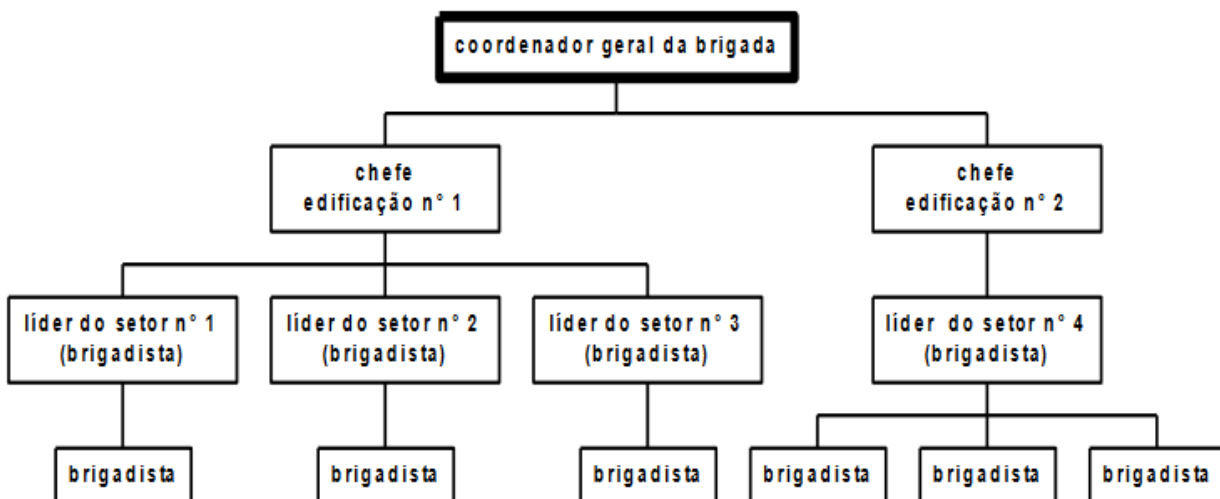 coordenador geral da brigada
chefe
edificação n° 1
chefe
edificação n° 2
líder do setor n° 1
(brigadista)
líder do setor n° 2
(brigadista)
líder do setor n° 3
(brigadista)
líder do setor n° 4
(brigadista)
brigadista
brigadista
brigadista
brigadista
brigadista
brigadista